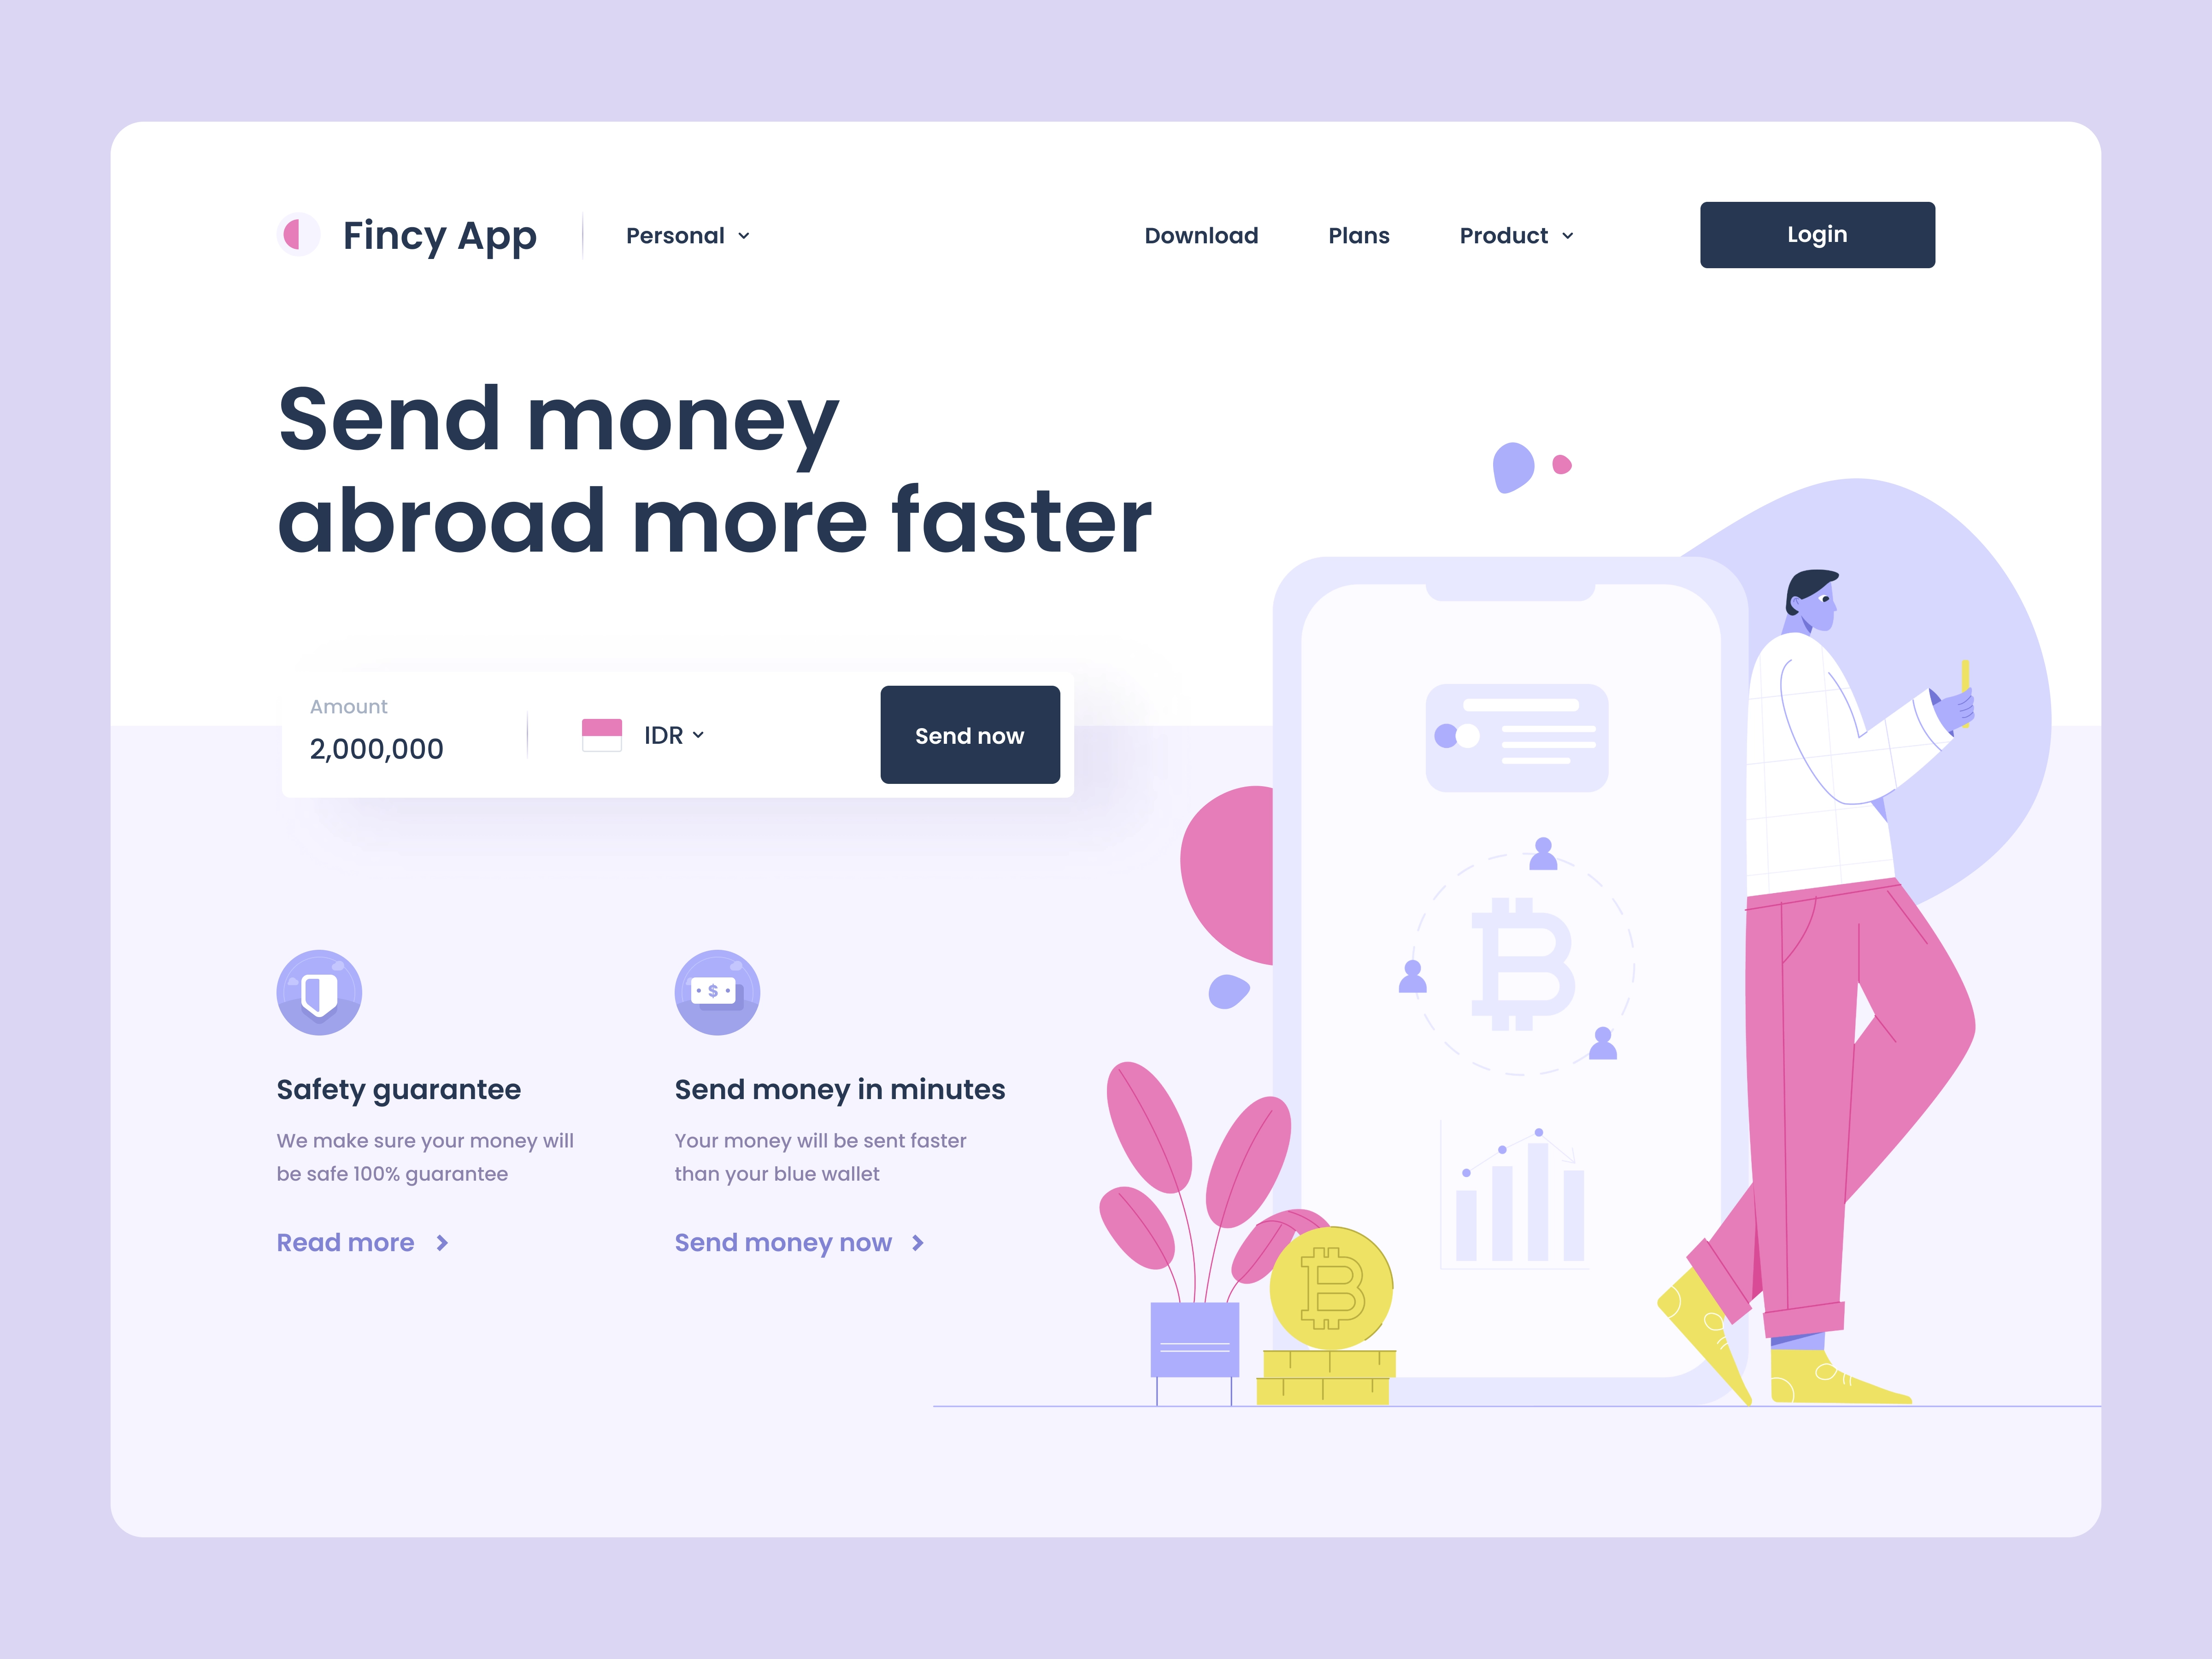 Fincy App
Personal
Download
Plans
Product
Login
Send money
abroad more faster
Amount
2,000,000
IDR
Send now
$
Safety guarantee
We make sure your money will
be safe 100% guarantee
Read more
Send money in minutes
Your money will be sent faster
than your blue wallet
Send money now